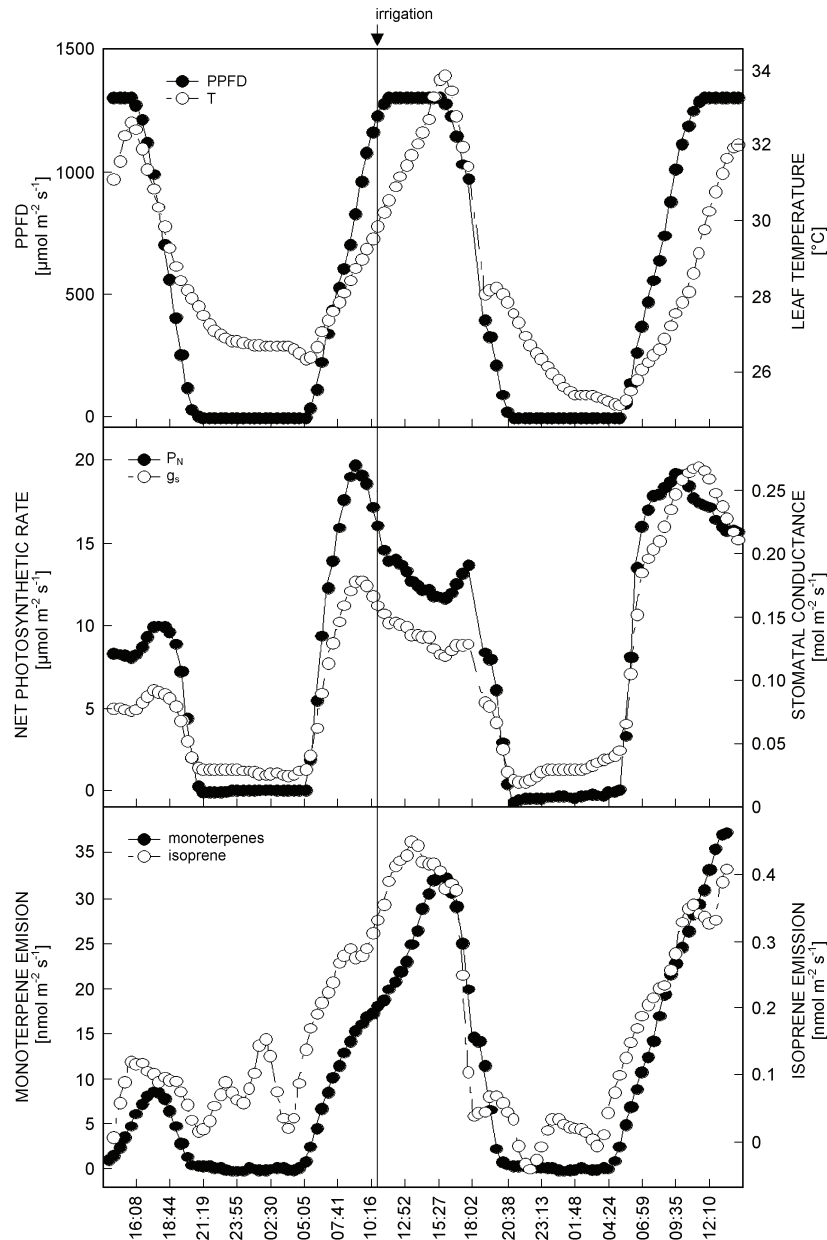 irrigation
1500
1000
500
0
PPFD
[µmol m⁻² s⁻¹]
PPFD
T
34
32
30
28
26
LEAF TEMPERATURE
[°C]
20
15
10
5
0
NET PHOTOSYNTHETIC RATE
[µmol m⁻² s⁻¹]
P_N
g_s
0.25
0.20
0.15
0.10
0.05
0
STOMATAL CONDUCTANCE
[mol m⁻² s⁻¹]
35
30
25
20
15
10
5
0
MONOTERPENE EMISION
[nmol m⁻² s⁻¹]
monoterpenes
isoprene
0.4
0.3
0.2
0.1
0
ISOPRENE EMISSION
[nmol m⁻² s⁻¹]
16:08 18:44 21:19 23:55 02:30 05:05 07:41 10:16 12:52 15:27 18:02 20:38 23:13 01:48 04:24 06:59 09:35 12:10